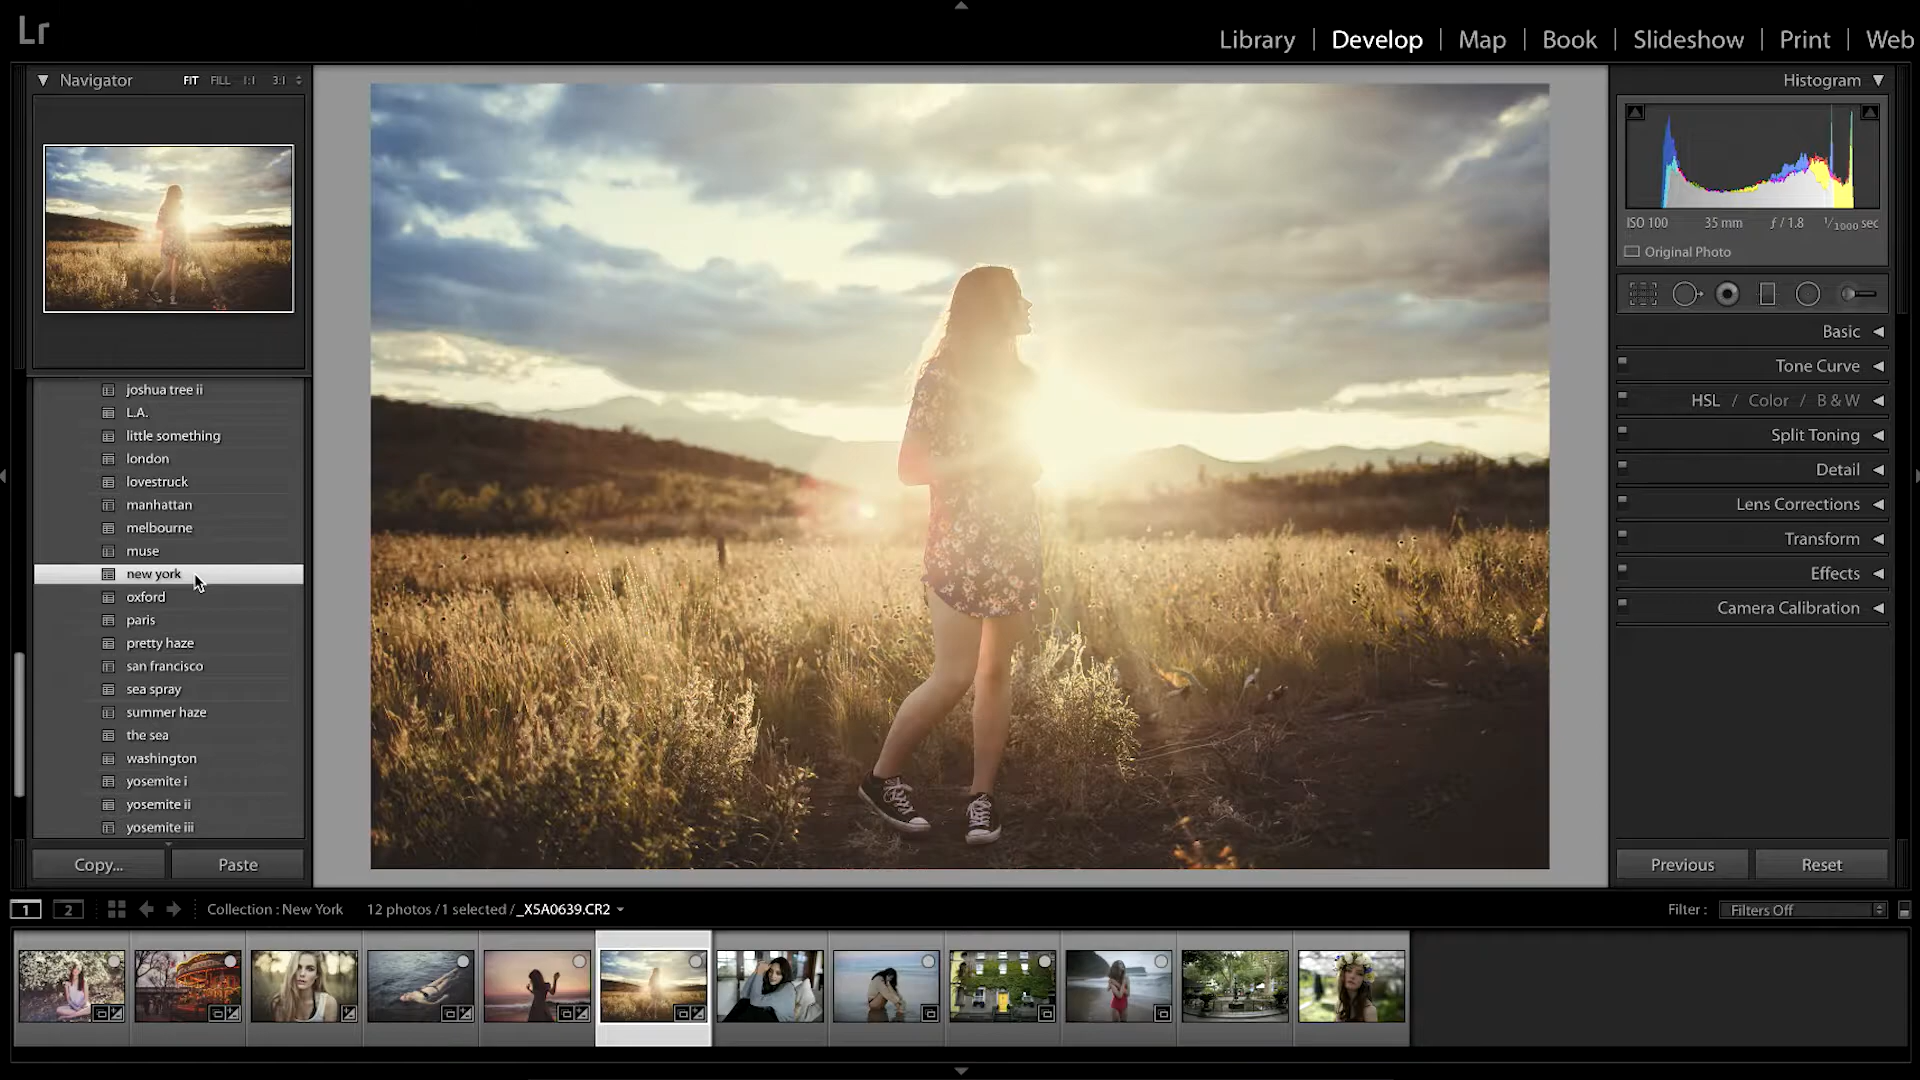 Lr
Library | Develop | Map | Book | Slideshow | Print | Web
Navigator FIT FILL 1:1 3:1
Histogram
ISO 100 35 mm ƒ / 1.8 1/1000 sec
Original Photo
Basic
Tone Curve
HSL / Color / B & W
Split Toning
Detail
Lens Corrections
Transform
Effects
Camera Calibration
joshua tree ii
L.A.
little something
london
lovestruck
manhattan
melbourne
muse
new york
oxford
paris
pretty haze
san francisco
sea spray
summer haze
the sea
washington
yosemite i
yosemite ii
yosemite iii
Copy... Paste
Previous Reset
1 2 Collection : New York 12 photos / 1 selected / _X5A0639.CR2 Filter : Filters Off